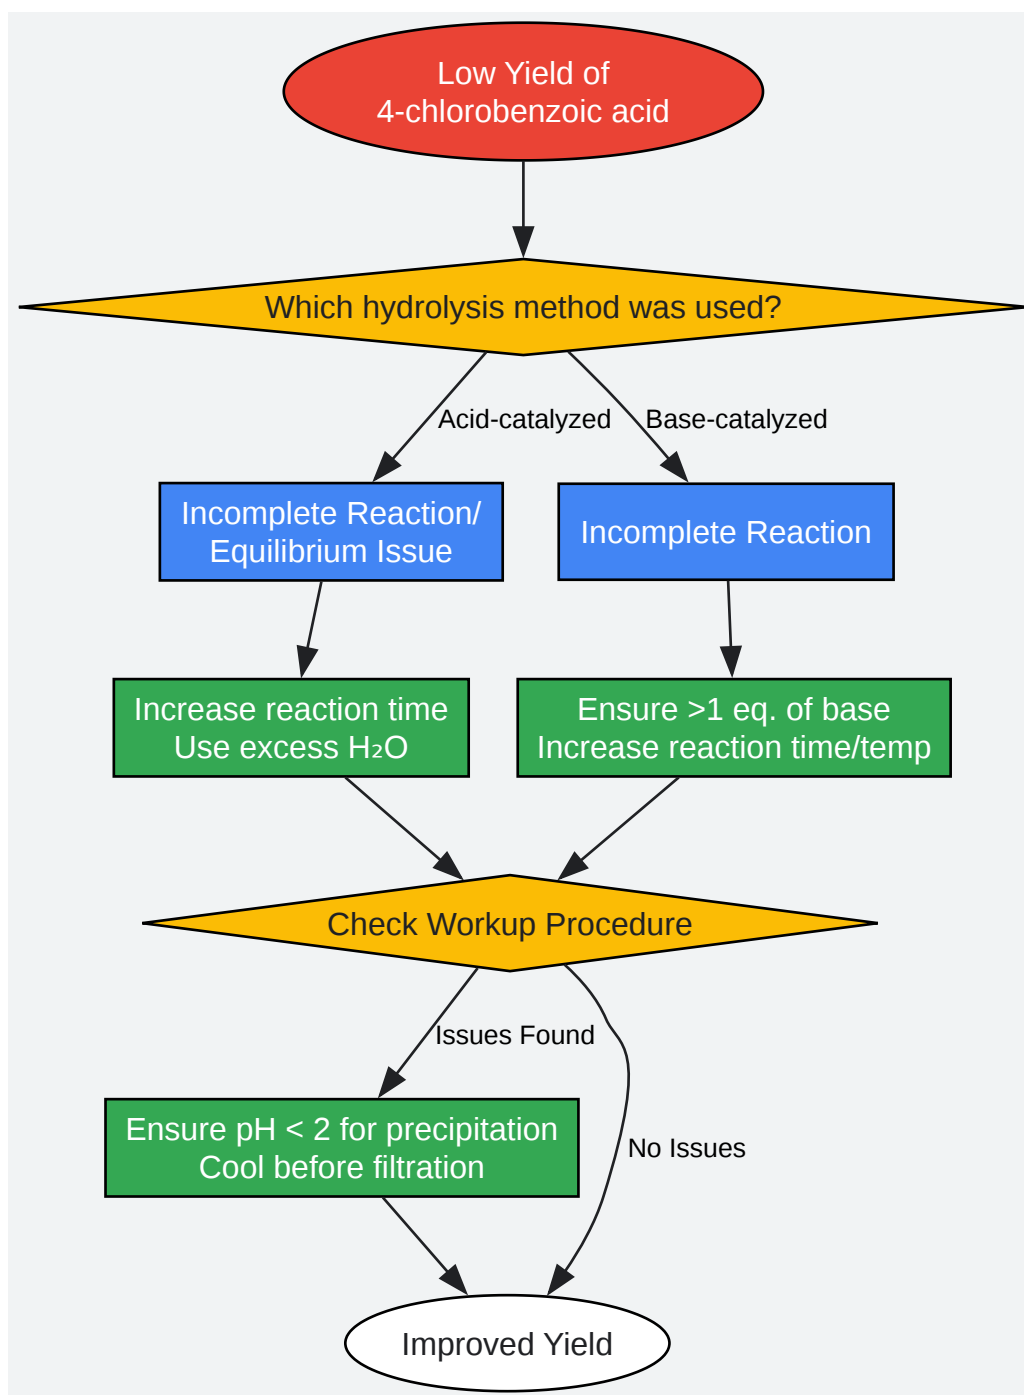 Low Yield of
4-chlorobenzoic acid
Which hydrolysis method was used?
Acid-catalyzed
Base-catalyzed
Incomplete Reaction/
Equilibrium Issue
Incomplete Reaction
Increase reaction time
Use excess H₂O
Ensure >1 eq. of base
Increase reaction time/temp
Check Workup Procedure
Issues Found
Ensure pH < 2 for precipitation
Cool before filtration
No Issues
Improved Yield